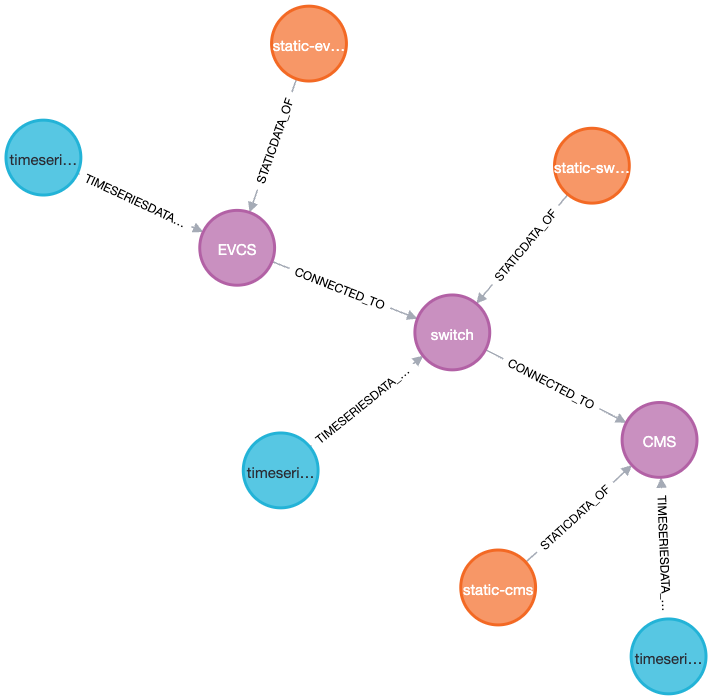 static-ev…
STATICDATA_OF
timeseri…
TIMESERIESDATA_…
EVCS
static-sw…
STATICDATA_OF
CONNECTED_TO
switch
TIMESERIESDATA_…
CONNECTED_TO
timeseri…
CMS
STATICDATA_OF
TIMESERIESDATA_…
static-cms
timeseri…